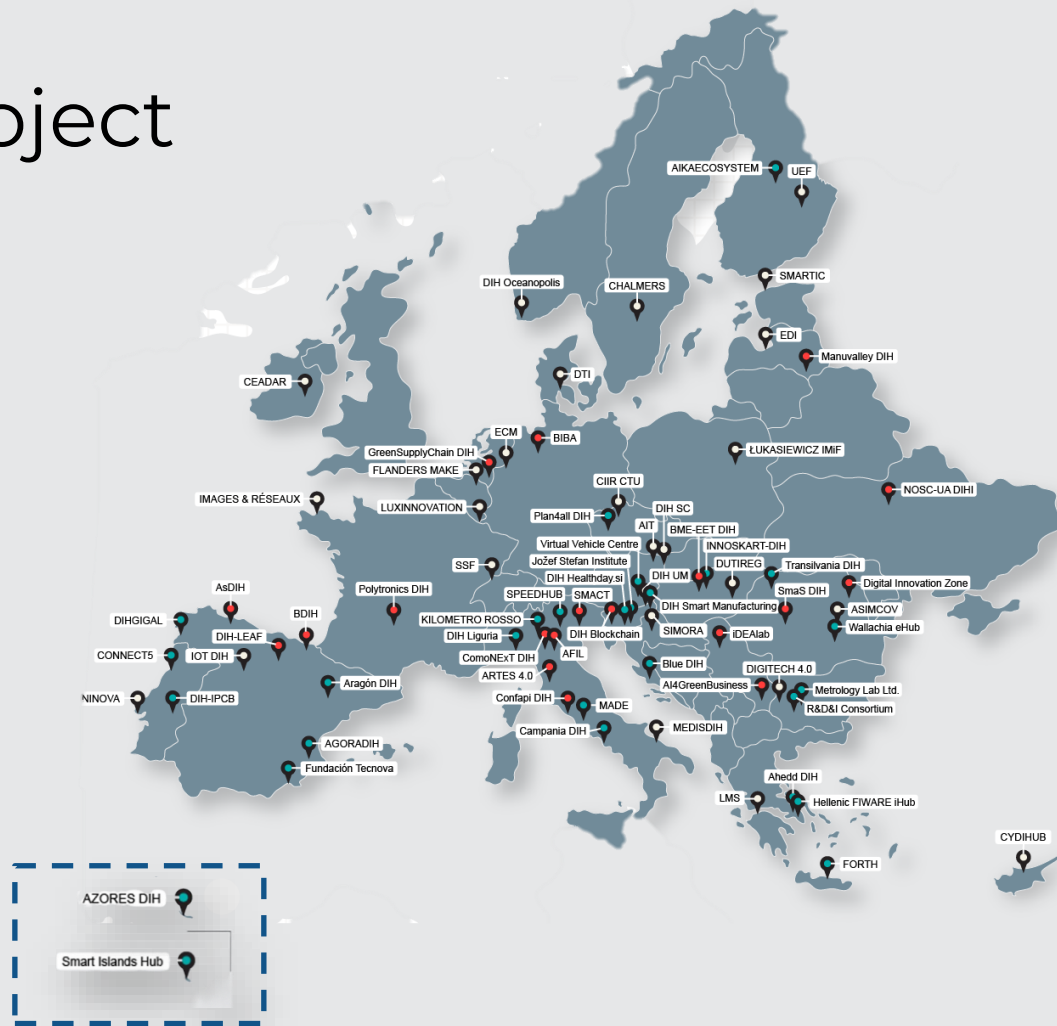 oject
AIKAECOSYSTEM
UEF
SMARTIC
DIH Oceanopolis
CHALMERS
EDI
Manuvalley DIH
CEADAR
DTI
ECM
BIBA
GreenSupplyChain DIH
FLANDERS MAKE
ŁUKASIEWICZ IMiF
CIIR CTU
NOSC-UA DIHI
IMAGES & RÉSEAUX
LUXINNOVATION
Plan4all DIH
DIH SC
AIT
BME-EET DIH
Virtual Vehicle Centre
INNOSKART-DIH
Jožef Stefan Institute
DUTIREG
Transilvania DIH
SSF
DIH Healthday.si
DIH UM
AsDIH
Polytronics DIH
SPEEDHUB
SMACT
SmaS DIH
Digital Innovation Zone
DIH Smart Manufacturing
ASIMCOV
DIHGIGAL
BDIH
KILOMETRO ROSSO
DIH-LEAF
DIH Liguria
DIH Blockchain
SIMORA
iDEAlab
Wallachia eHub
CONNECT5
IOT DIH
ComoNExT DIH
AFIL
Blue DIH
DIGITECH 4.0
ARTES 4.0
Aragón DIH
AI4GreenBusiness
Metrology Lab Ltd.
NINOVA
DIH-IPCB
Confapi DIH
MADE
R&D&I Consortium
Campania DIH
MEDISDIH
AGORADIH
Fundación Tecnova
Ahedd DIH
LMS
Hellenic FIWARE iHub
CYDIHUB
FORTH
AZORES DIH
Smart Islands Hub